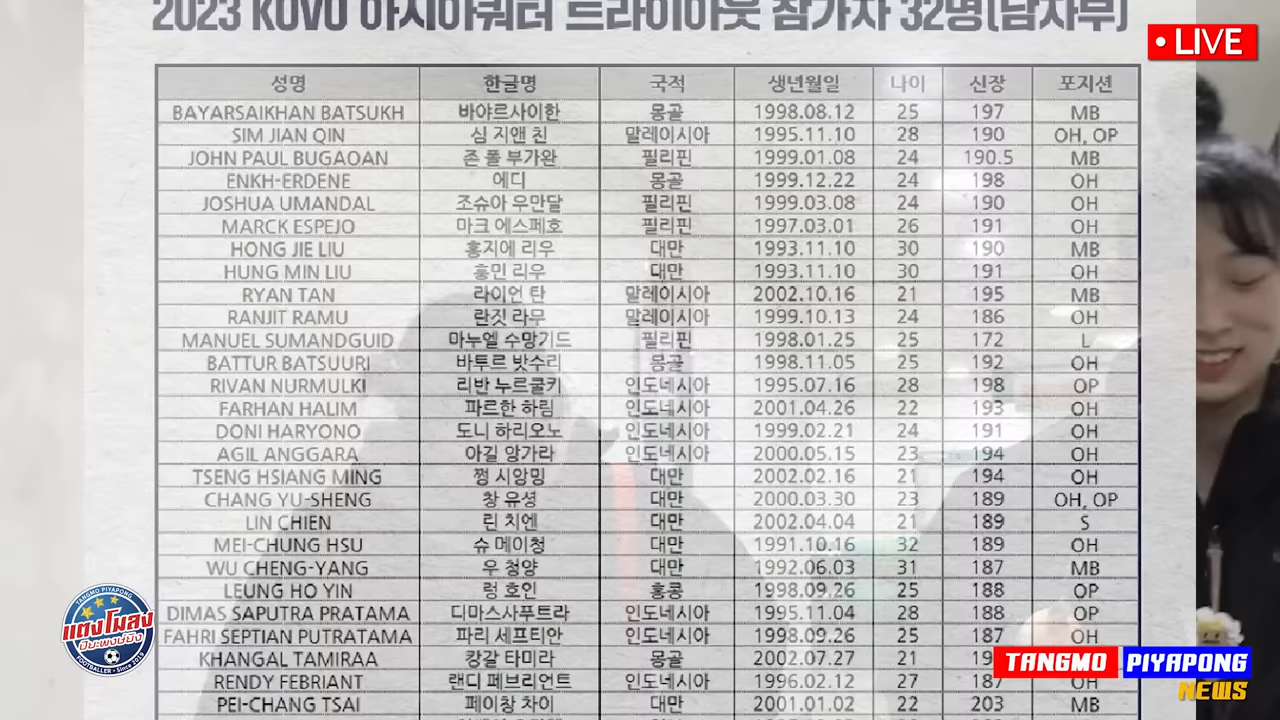 2023 KOVO 아시아쿼터 트라이아웃 참가자 32명(남자부)
• LIVE
성명 한글명 국적 생년월일 나이 신장 포지션
BAYARSAIKHAN BATSUKH 바야르사이한 몽골 1998.08.12 25 197 MB
SIM JIAN QIN 심 지앤 친 말레이시아 1995.11.10 28 190 OH, OP
JOHN PAUL BUGAOAN 존 폴 부가완 필리핀 1999.01.08 24 190.5 MB
ENKH-ERDENE 에디 몽골 1999.12.22 24 198 OH
JOSHUA UMANDAL 조슈아 우만달 필리핀 1999.03.08 24 190 OH
MARCK ESPEJO 마크 에스페호 필리핀 1997.03.01 26 191 OH
HONG JIE LIU 홍지에 리우 대만 1993.11.10 30 190 MB
HUNG MIN LIU 훙민 리우 대만 1993.11.10 30 191 OH
RYAN TAN 라이언 탄 말레이시아 2002.10.16 21 195 MB
RANJIT RAMU 란짓 라무 말레이시아 1999.10.13 24 186 OH
MANUEL SUMANDGUID 마누엘 수망기드 필리핀 1998.01.25 25 172 L
BATTUR BATSUURI 바투르 밧수리 몽골 1998.11.05 25 192 OH
RIVAN NURMULKI 리반 누르물키 인도네시아 1995.07.16 28 198 OP
FARHAN HALIM 파르한 하림 인도네시아 2001.04.26 22 193 OH
DONI HARYONO 도니 하리오노 인도네시아 1999.02.21 24 191 OH
AGIL ANGGARA 아길 앙가라 인도네시아 2000.05.15 23 194 OH
TSENG HSIANG MING 쩡 시앙밍 대만 2002.02.16 21 194 OH
CHANG YU-SHENG 창 유셩 대만 2000.03.30 23 189 OH, OP
LIN CHIEN 린 치엔 대만 2002.04.04 21 189 S
MEI-CHUNG HSU 슈 메이청 대만 1991.10.16 32 189 OH
WU CHENG-YANG 우 청양 대만 1992.06.03 31 187 MB
LEUNG HO YIN 렁 호인 홍콩 1998.09.26 25 188 OP
DIMAS SAPUTRA PRATAMA 디마스사푸트라 인도네시아 1995.11.04 28 188 OP
FAHRI SEPTIAN PUTRATAMA 파리 세프티안 인도네시아 1998.09.26 25 187 OH
KHANGAL TAMIRAA 캉갈 타미라 몽골 2002.07.27 21
RENDY FEBRIANT 랜디 페브리언트 인도네시아 1996.02.12 27 187 OH
PEI-CHANG TSAI 페이창 차이 대만 2001.01.02 22 203 MB
TANGMO PIYAPONG
แตงโมลง
ปิยะพงษ์ยิง
FOOTBALLER • Since 2018
TANGMO PIYAPONG
NEWS